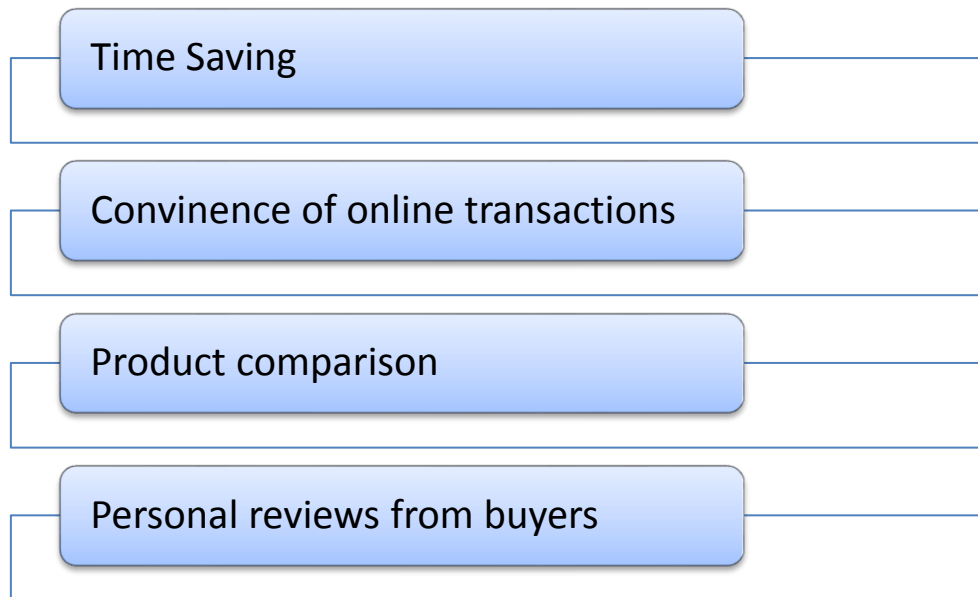 Time Saving
Convinence of online transactions
Product comparison
Personal reviews from buyers